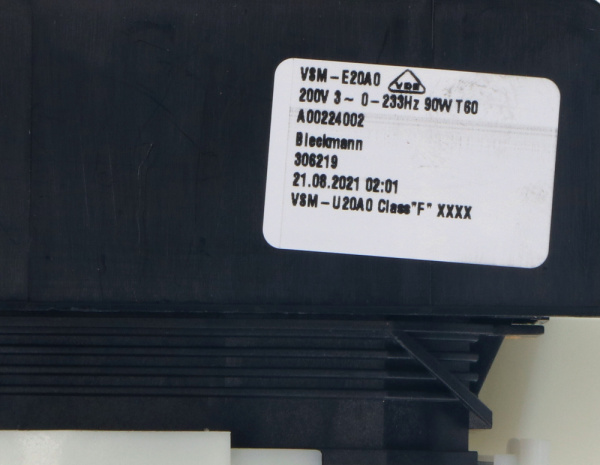 VSM-E20A0 VDE
200V 3~ 0-233Hz 90W T60
A00224002
Bleckmann
306219
21.06.2021 02:01
VSM-U20A0 Class"F" XXXX